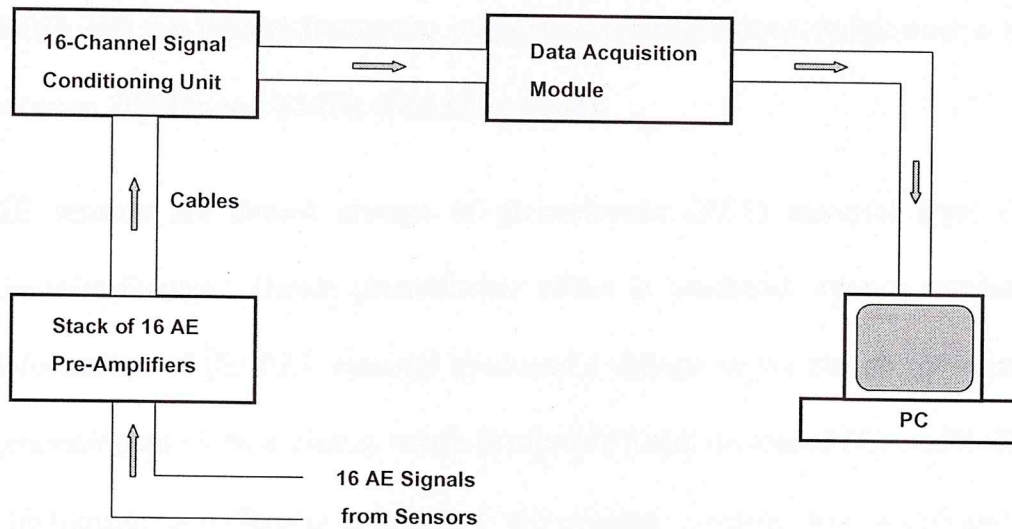 16-Channel Signal
Conditioning Unit
Data Acquisition
Module
Cables
Stack of 16 AE
Pre-Amplifiers
PC
16 AE Signals
from Sensors